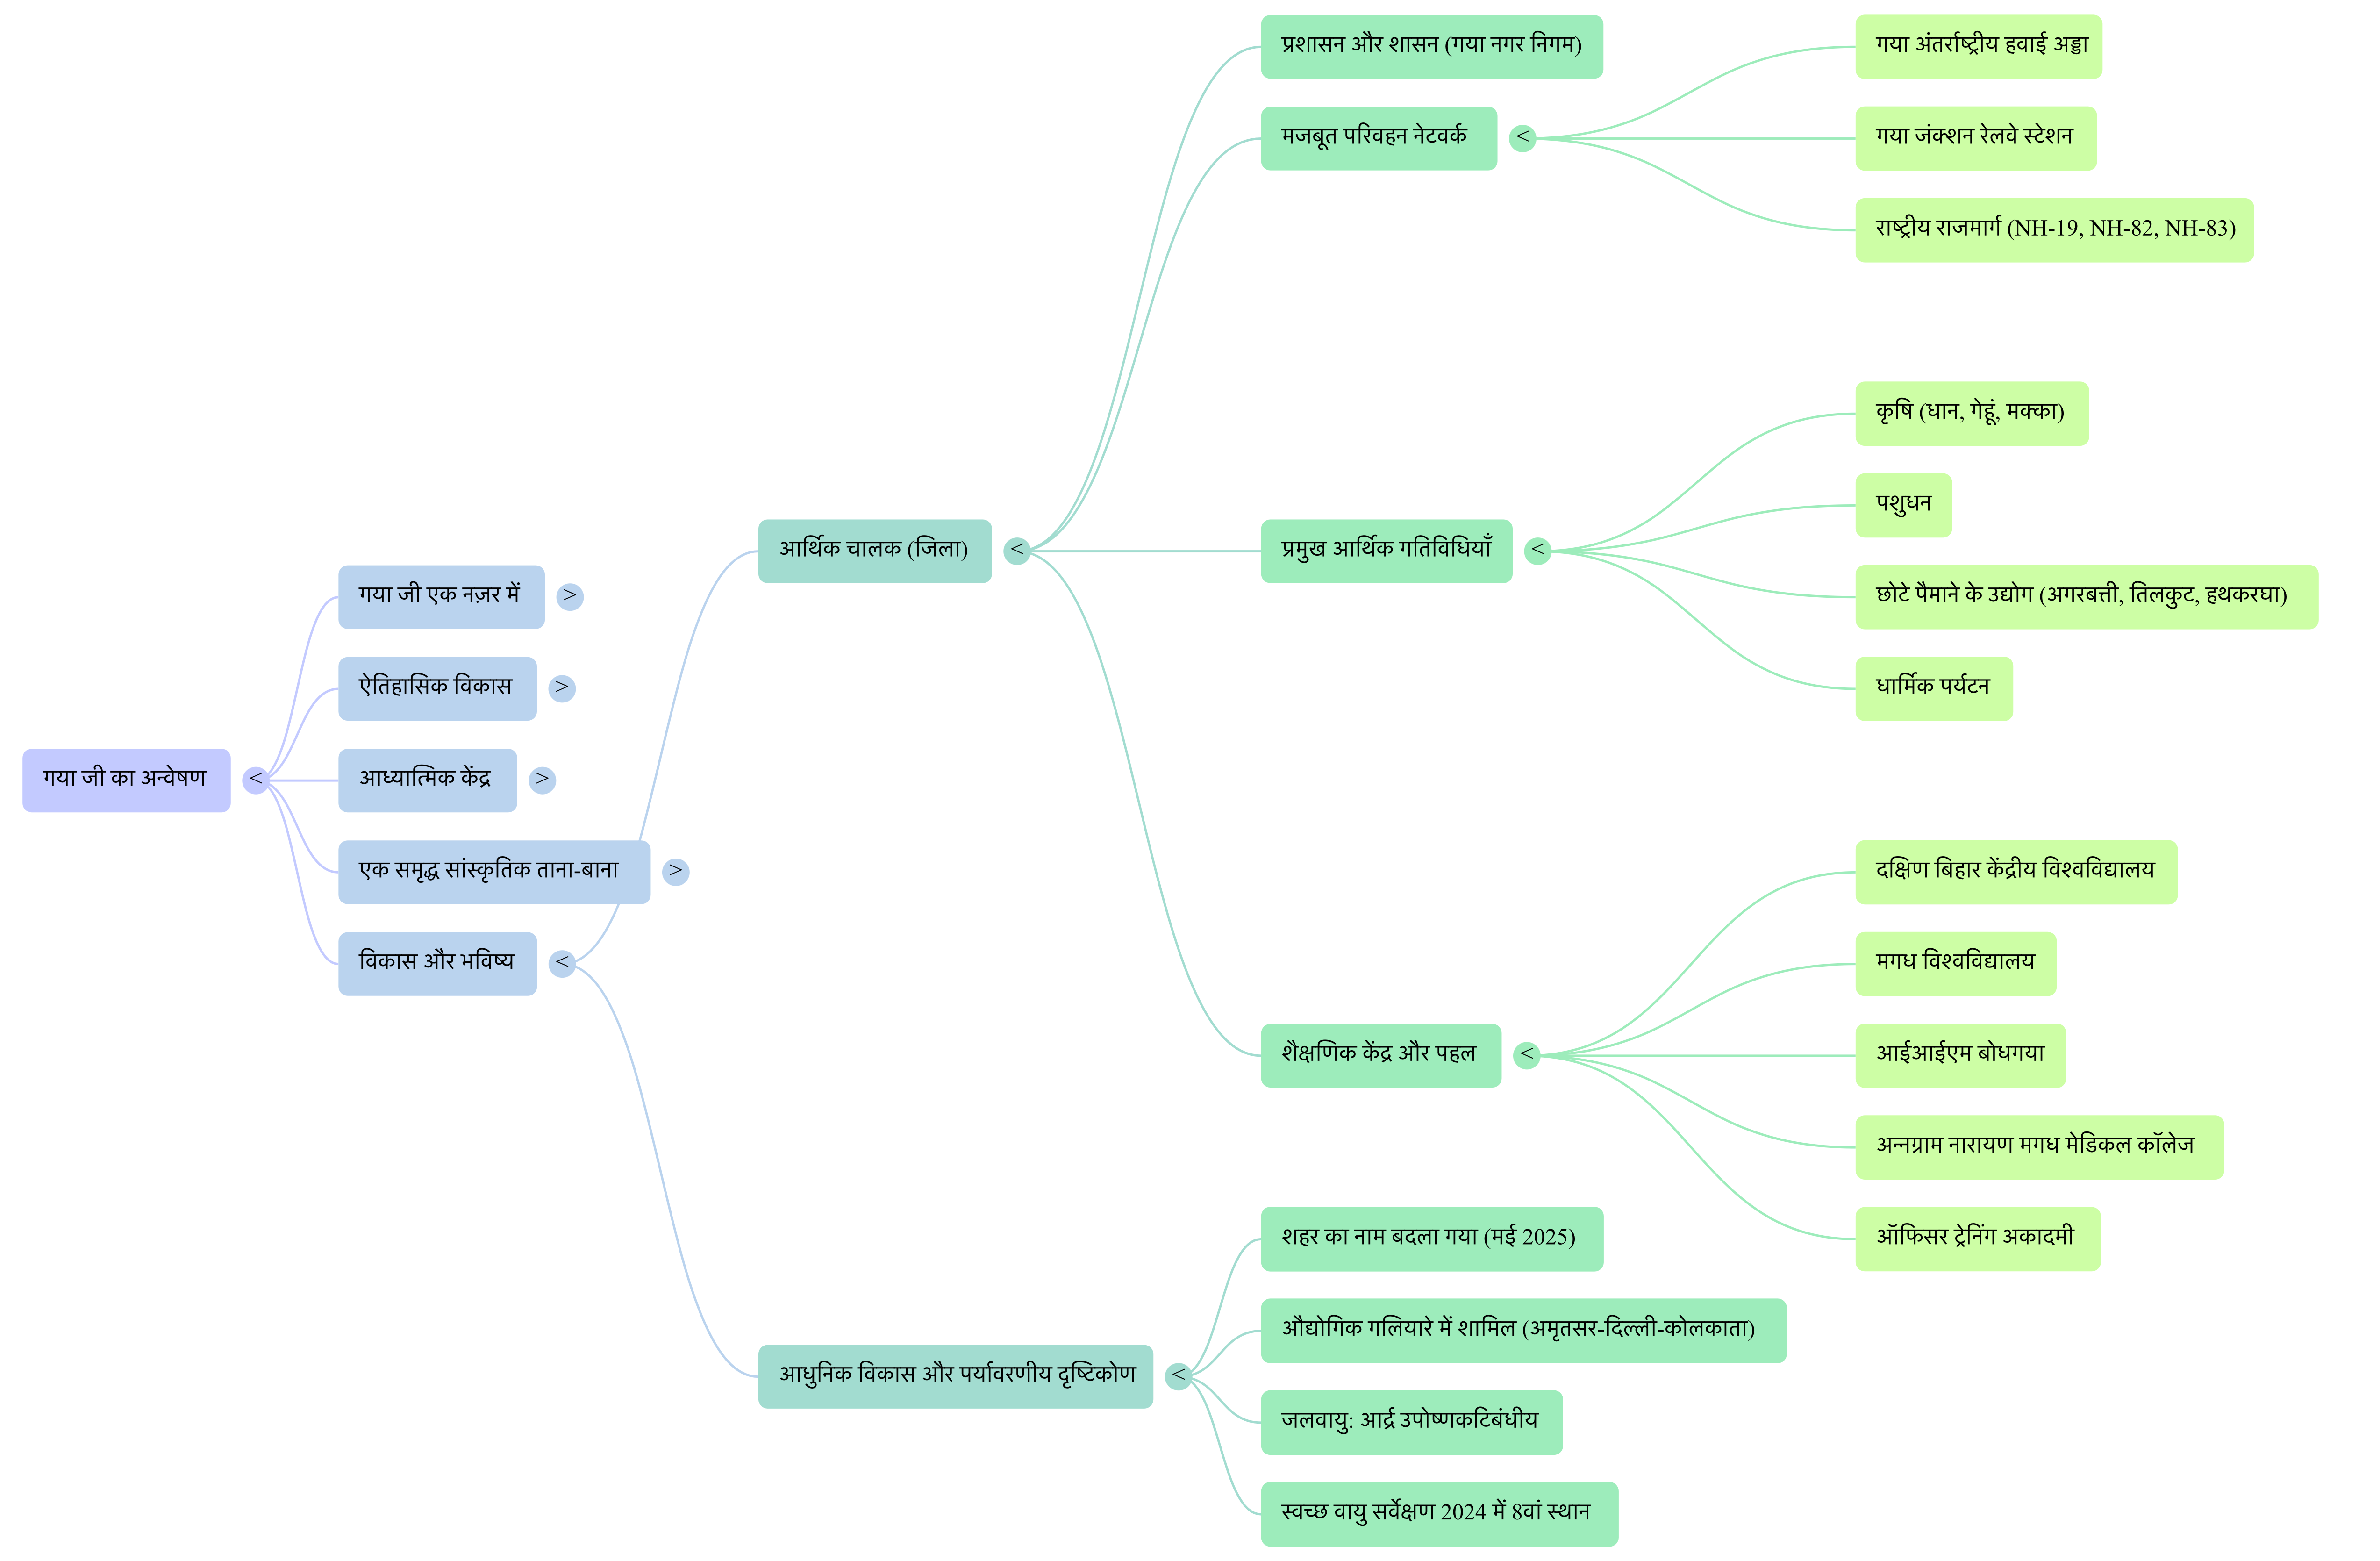 गया जी का अन्वेषण
<
गया जी एक नज़र में
>
ऐतिहासिक विकास
>
आध्यात्मिक केंद्र
>
एक समृद्ध सांस्कृतिक ताना-बाना
>
विकास और भविष्य
<
आर्थिक चालक (जिला)
<
प्रशासन और शासन (गया नगर निगम)
मजबूत परिवहन नेटवर्क
<
गया अंतर्राष्ट्रीय हवाई अड्डा
गया जंक्शन रेलवे स्टेशन
राष्ट्रीय राजमार्ग (NH-19, NH-82, NH-83)
प्रमुख आर्थिक गतिविधियाँ
<
कृषि (धान, गेहूं, मक्का)
पशुधन
छोटे पैमाने के उद्योग (अगरबत्ती, तिलकुट, हथकरघा)
धार्मिक पर्यटन
शैक्षणिक केंद्र और पहल
<
दक्षिण बिहार केंद्रीय विश्वविद्यालय
मगध विश्वविद्यालय
आईआईएम बोधगया
अन्नग्राम नारायण मगध मेडिकल कॉलेज
ऑफिसर ट्रेनिंग अकादमी
आधुनिक विकास और पर्यावरणीय दृष्टिकोण
<
शहर का नाम बदला गया (मई 2025)
औद्योगिक गलियारे में शामिल (अमृतसर-दिल्ली-कोलकाता)
जलवायु: आर्द्र उपोष्णकटिबंधीय
स्वच्छ वायु सर्वेक्षण 2024 में 8वां स्थान